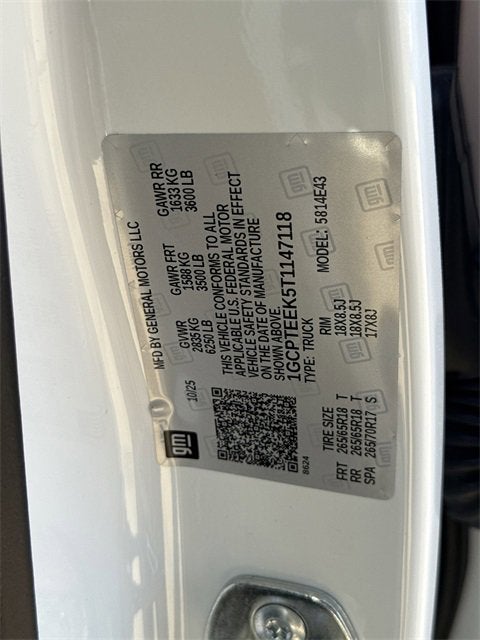 gm
MFD BY GENERAL MOTORS LLC
10/25
GVWR GAWR FRT GAWR RR
2835 KG 1588 KG 1633 KG
6250 LB 3500 LB 3600 LB
THIS VEHICLE CONFORMS TO ALL
APPLICABLE U.S. FEDERAL MOTOR
VEHICLE SAFETY STANDARDS IN EFFECT
ON THE DATE OF MANUFACTURE
SHOWN ABOVE.
1GCPTEEK5T1147118
TYPE: TRUCK MODEL: 5814E43
8624
TIRE SIZE RIM
FRT 265/65R18 T 18X8.5J
RR 265/65R18 T 18X8.5J
SPA 265/70R17 S 17X8J